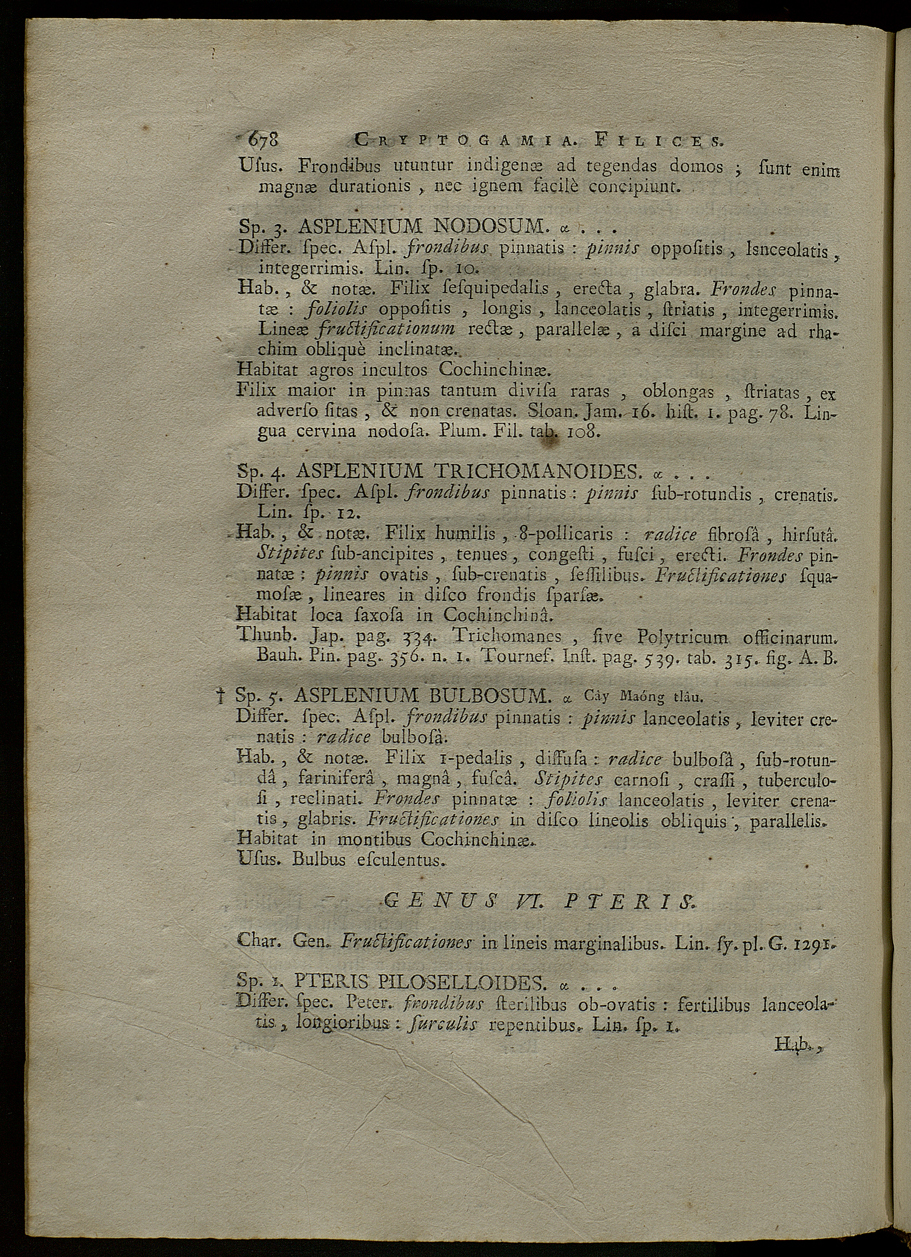 678 CRYPTOGAMIA. FILICES.
Uſus. Frondibus utuntur indigenæ ad tegendas domos ; ſunt enim
magnæ durationis , nec ignem facilè concipiunt.
Sp. 3. ASPLENIUM NODOSUM. α . . .
Differ. ſpec. Aſpl. frondibus pinnatis : pinnis oppoſitis , lsnceolatis ,
integerrimis. Lin. ſp. 10.
Hab. , & notæ. Filix ſeſquipedalis , erecta , glabra. Frondes pinna-
tæ : foliolis oppoſitis , longis , lanceolatis , ſtriatis , integerrimis.
Lineæ fructificationum rectæ , parallelæ , a diſci margine ad rha-
chim obliquè inclinatæ.
Habitat agros incultos Cochinchinæ.
Filix maior in pinnas tantum diviſa raras , oblongas , ſtriatas , ex
adverſo ſitas , & non crenatas. Sloan. Jam. 16. hiſt. 1. pag. 78. Lin-
gua cervina nodoſa. Plum. Fil. tab. 108.
Sp. 4. ASPLENIUM TRICHOMANOIDES. α . . .
Differ. ſpec. Aſpl. frondibus pinnatis : pinnis ſub-rotundis , crenatis.
Lin. ſp. 12.
Hab. , & notæ. Filix humilis , 8-pollicaris : radice fibroſâ , hirſutâ.
Stipites ſub-ancipites , tenues , congeſti , fuſci , erecti. Frondes pin-
natæ : pinnis ovatis , ſub-crenatis , ſeſſilibus. Fructificationes ſqua-
moſæ , lineares in diſco frondis ſparſæ.
Habitat loca ſaxoſa in Cochinchinâ.
Thunb. Jap. pag. 334. Trichomanes , ſive Polytricum officinarum.
Bauh. Pin. pag. 356. n. 1. Tournef. Inſt. pag. 539. tab. 315. fig. A. B.
† Sp. 5. ASPLENIUM BULBOSUM. α Cây Maóng tlâu.
Differ. ſpec. Aſpl. frondibus pinnatis : pinnis lanceolatis , leviter cre-
natis : radice bulboſâ.
Hab. , & notæ. Filix 1-pedalis , diffuſa : radice bulboſâ , ſub-rotun-
dâ , fariniferâ , magnâ , fuſcâ. Stipites carnoſi , craſſi , tuberculo-
ſi , reclinati. Frondes pinnatæ : foliolis lanceolatis , leviter crena-
tis , glabris. Fructificationes in diſco lineolis obliquis , parallelis.
Habitat in montibus Cochinchinæ.
Uſus. Bulbus eſculentus.
GENUS VI. PTERIS.
Char. Gen. Fructificationes in lineis marginalibus. Lin. ſy. pl. G. 1291.
Sp. 1. PTERIS PILOSELLOIDES. α . . .
Differ. ſpec. Peter. frondibus ſterilibus ob-ovatis : fertilibus lanceola-
tis , longioribus : ſurculis repentibus. Lin. ſp. 1.
Hab. ,